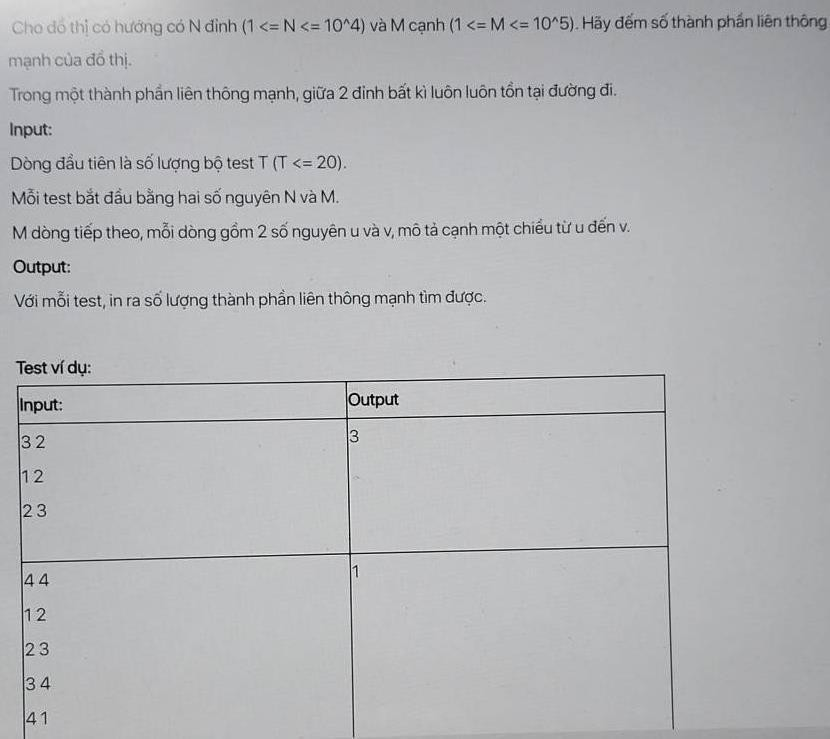 Cho đồ thị có hướng có N đỉnh (1 <= N <= 10^4) và M cạnh (1 <= M <= 10^5). Hãy đếm số thành phần liên thông
mạnh của đồ thị.
Trong một thành phần liên thông mạnh, giữa 2 đỉnh bất kì luôn luôn tồn tại đường đi.
Input:
Dòng đầu tiên là số lượng bộ test T (T <= 20).
Mỗi test bắt đầu bằng hai số nguyên N và M.
M dòng tiếp theo, mỗi dòng gồm 2 số nguyên u và v, mô tả cạnh một chiều từ u đến v.
Output:
Với mỗi test, in ra số lượng thành phần liên thông mạnh tìm được.
Test ví dụ:
Input: Output
3 2 3
1 2
2 3
4 4 1
1 2
2 3
3 4
4 1